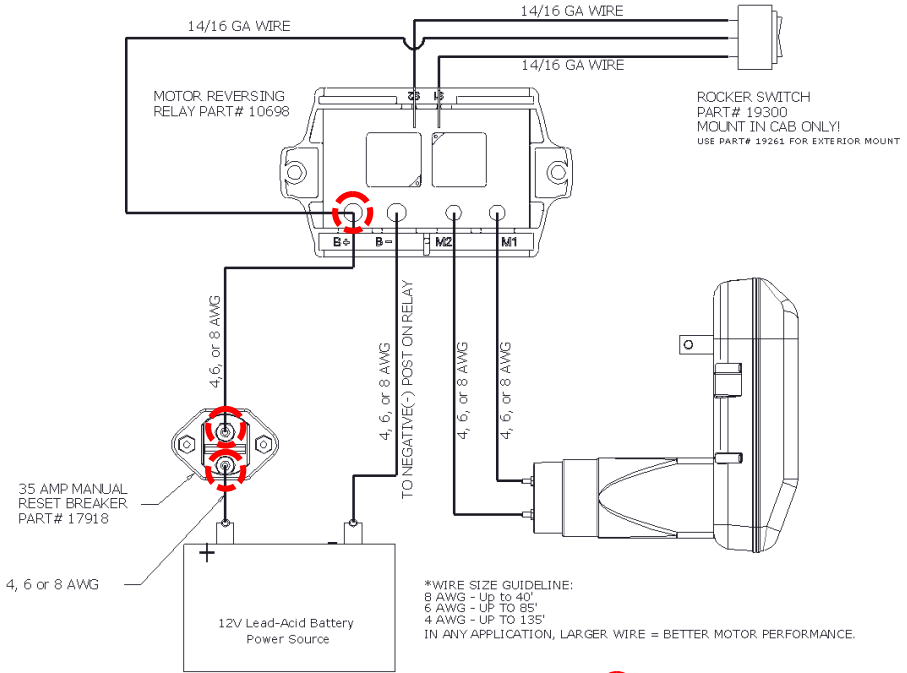 14/16 GA WIRE
14/16 GA WIRE
14/16 GA WIRE
MOTOR REVERSING
RELAY PART# 10698
S2
S1
ROCKER SWITCH
PART# 19300
MOUNT IN CAB ONLY!
USE PART# 19261 FOR EXTERIOR MOUNT
B+
B-
M2
M1
4,6, or 8 AWG
4, 6, or 8 AWG
TO NEGATIVE(-) POST ON RELAY
4, 6, or 8 AWG
4, 6, or 8 AWG
35 AMP MANUAL
RESET BREAKER
PART# 17918
4, 6 or 8 AWG
+
-
12V Lead-Acid Battery
Power Source
*WIRE SIZE GUIDELINE:
8 AWG - Up to 40'
6 AWG - UP TO 85'
4 AWG - UP TO 135'
IN ANY APPLICATION, LARGER WIRE = BETTER MOTOR PERFORMANCE.